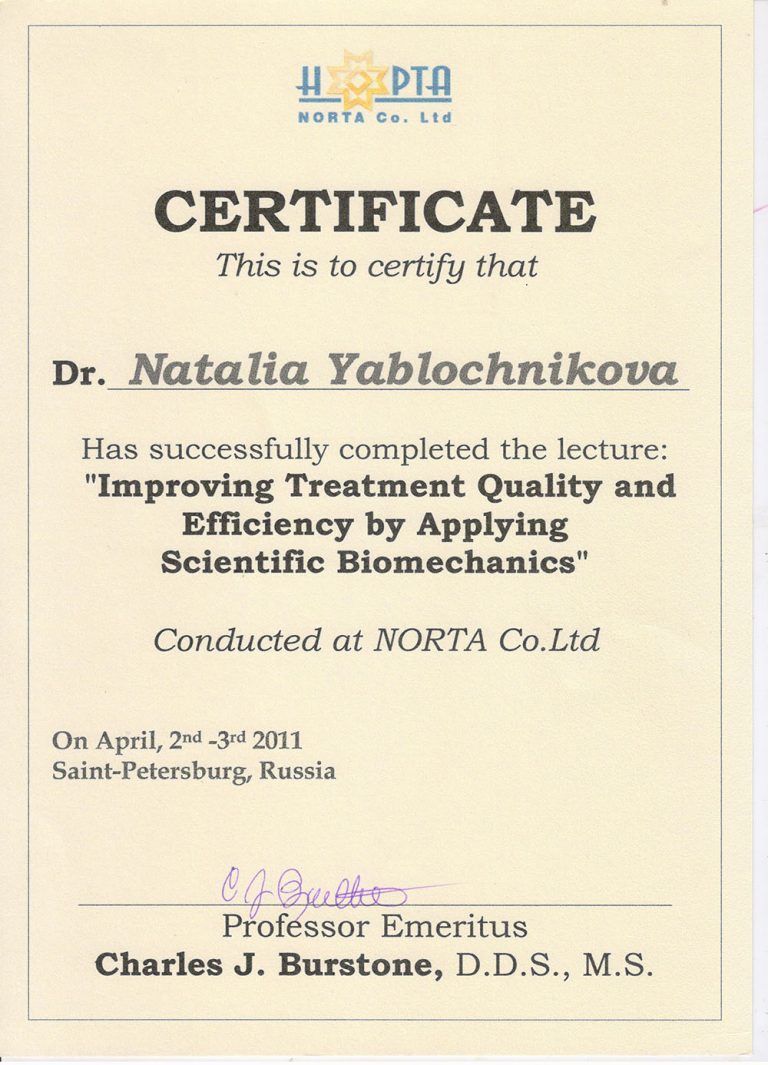 НОРТА
NORTA Co. Ltd
CERTIFICATE
This is to certify that
Dr. Natalia Yablochnikova
Has successfully completed the lecture:
"Improving Treatment Quality and
Efficiency by Applying
Scientific Biomechanics"
Conducted at NORTA Co.Ltd
On April, 2nd -3rd 2011
Saint-Petersburg, Russia
Professor Emeritus
Charles J. Burstone, D.D.S., M.S.